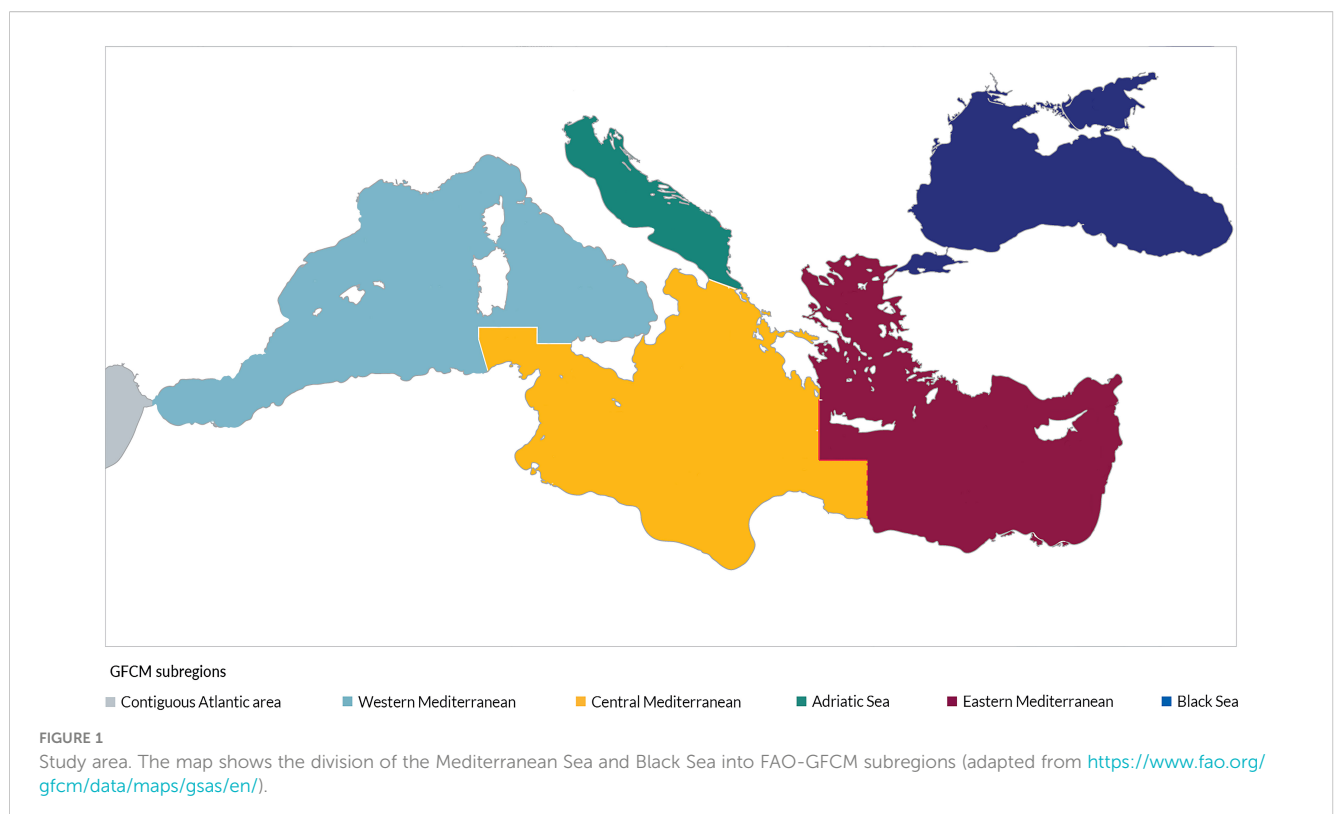 GFCM subregions
Contiguous Atlantic area Western Mediterranean Central Mediterranean Adriatic Sea Eastern Mediterranean Black Sea
FIGURE 1
Study area. The map shows the division of the Mediterranean Sea and Black Sea into FAO-GFCM subregions (adapted from https://www.fao.org/
gfcm/data/maps/gsas/en/).